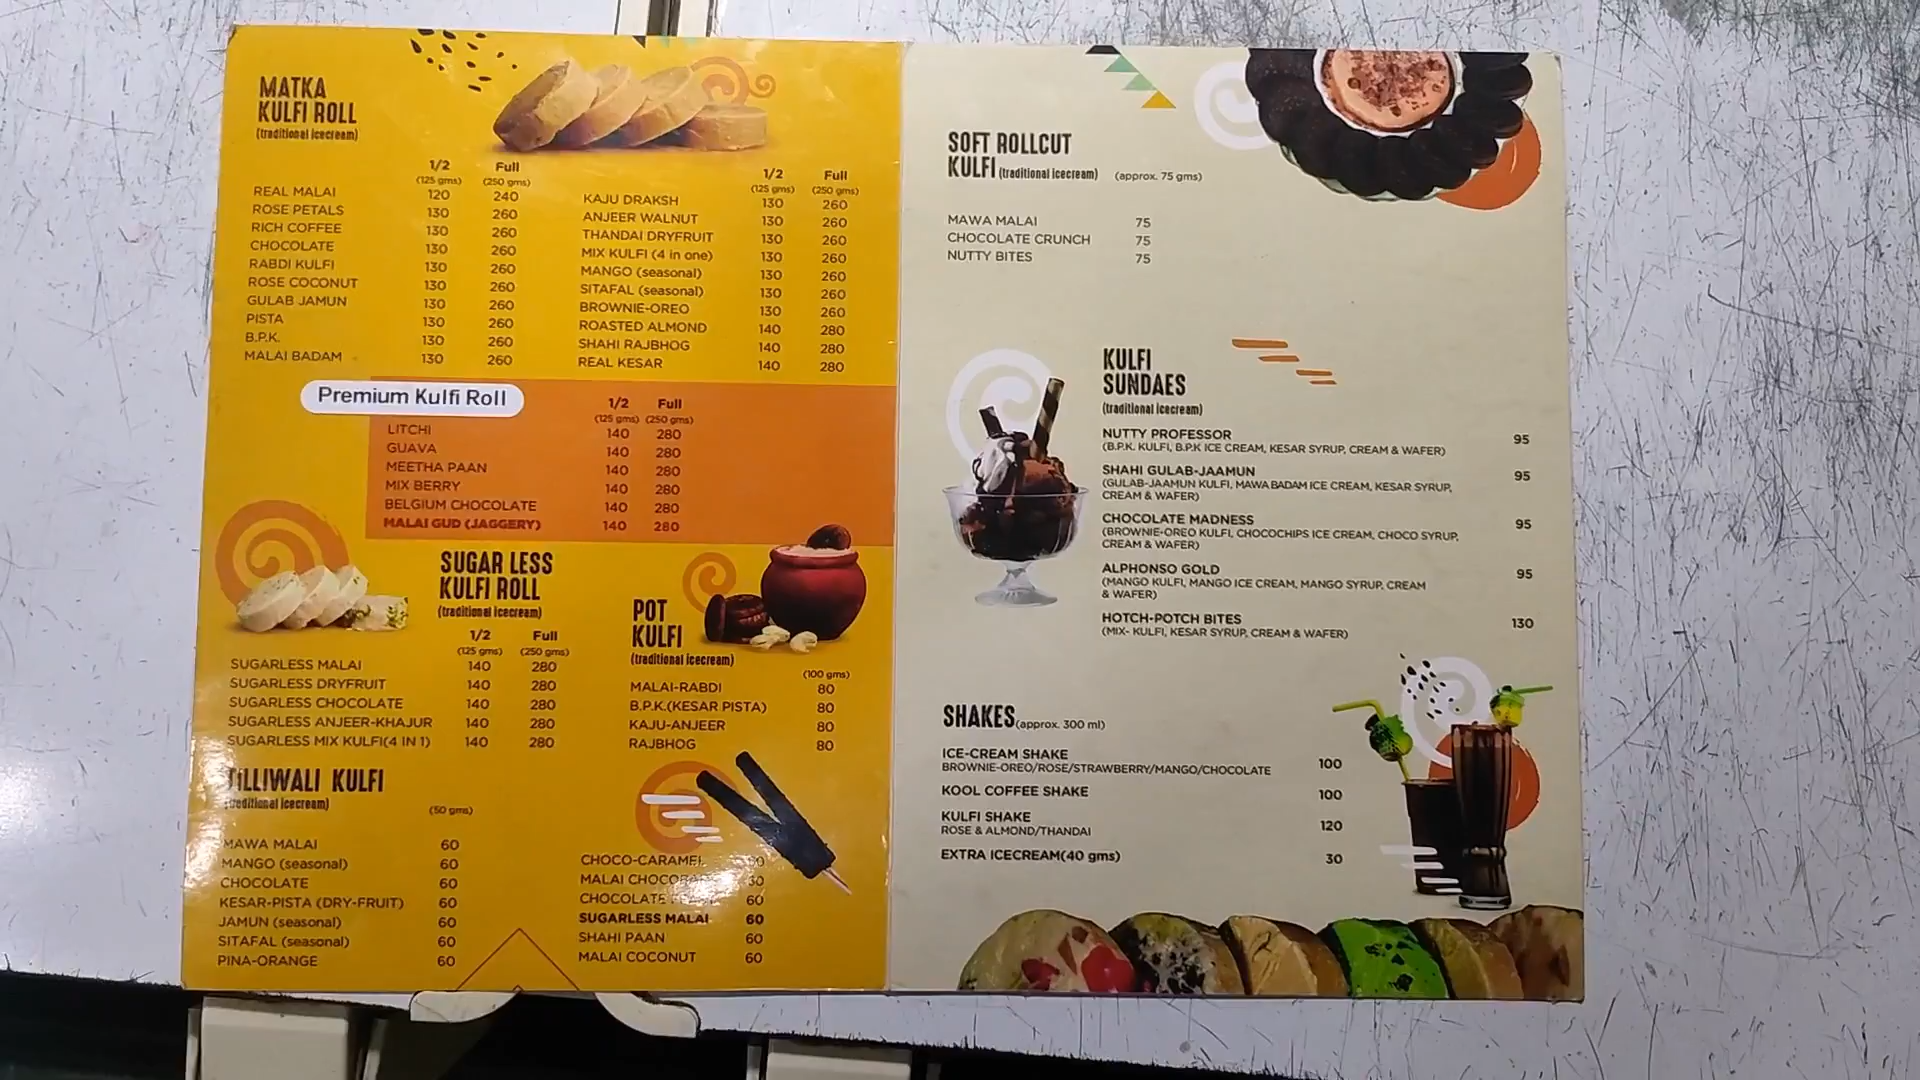 MATKA
KULFI ROLL
(traditional icecream)
1/2 Full
(125 gms) (250 gms)
REAL MALAI 120 240
ROSE PETALS 130 260
RICH COFFEE 130 260
CHOCOLATE 130 260
RABDI KULFI 130 260
ROSE COCONUT 130 260
GULAB JAMUN 130 260
PISTA 130 260
B.P.K. 130 260
MALAI BADAM 130 260
1/2 Full
(125 gms) (250 gms)
KAJU DRAKSH 130 260
ANJEER WALNUT 130 260
THANDAI DRYFRUIT 130 260
MIX KULFI (4 in one) 130 260
MANGO (seasonal) 130 260
SITAFAL (seasonal) 130 260
BROWNIE-OREO 130 260
ROASTED ALMOND 140 280
SHAHI RAJBHOG 140 280
REAL KESAR 140 280
Premium Kulfi Roll
1/2 Full
(125 gms) (250 gms)
LITCHI 140 280
GUAVA 140 280
MEETHA PAAN 140 280
MIX BERRY 140 280
BELGIUM CHOCOLATE 140 280
MALAI GUD (JAGGERY) 140 280
SUGAR LESS
KULFI ROLL
(traditional icecream)
1/2 Full
(125 gms) (250 gms)
SUGARLESS MALAI 140 280
SUGARLESS DRYFRUIT 140 280
SUGARLESS CHOCOLATE 140 280
SUGARLESS ANJEER-KHAJUR 140 280
SUGARLESS MIX KULFI(4 IN 1) 140 280
POT
KULFI
(traditional icecream)
(100 gms)
MALAI-RABDI 80
B.P.K.(KESAR PISTA) 80
KAJU-ANJEER 80
RAJBHOG 80
TILLIWALI KULFI
(traditional icecream)
(50 gms)
MAWA MALAI 60
MANGO (seasonal) 60
CHOCOLATE 60
KESAR-PISTA (DRY-FRUIT) 60
JAMUN (seasonal) 60
SITAFAL (seasonal) 60
PINA-ORANGE 60
CHOCO-CARAMEL
MALAI
CHOCOLATE 60
SUGARLESS MALAI 60
SHAHI PAAN 60
MALAI COCONUT 60
SOFT ROLLCUT
KULFI (traditional icecream) (approx. 75 gms)
MAWA MALAI 75
CHOCOLATE CRUNCH 75
NUTTY BITES 75
KULFI
SUNDAES
(traditional icecream)
NUTTY PROFESSOR 95
(B.P.K. KULFI, B.P.K ICE CREAM, KESAR SYRUP, CREAM & WAFER)
SHAHI GULAB-JAAMUN 95
(GULAB-JAAMUN KULFI, MAWA BADAM ICE CREAM, KESAR SYRUP,
CREAM & WAFER)
CHOCOLATE MADNESS 95
(BROWNIE-OREO KULFI, CHOCOCHIPS ICE CREAM, CHOCO SYRUP,
CREAM & WAFER)
ALPHONSO GOLD 95
(MANGO KULFI, MANGO ICE CREAM, MANGO SYRUP, CREAM
& WAFER)
HOTCH-POTCH BITES 130
(MIX- KULFI, KESAR SYRUP, CREAM & WAFER)
SHAKES (approx. 300 ml)
ICE-CREAM SHAKE 100
BROWNIE-OREO/ROSE/STRAWBERRY/MANGO/CHOCOLATE
KOOL COFFEE SHAKE 100
KULFI SHAKE 120
ROSE & ALMOND/THANDAI
EXTRA ICECREAM(40 gms) 30